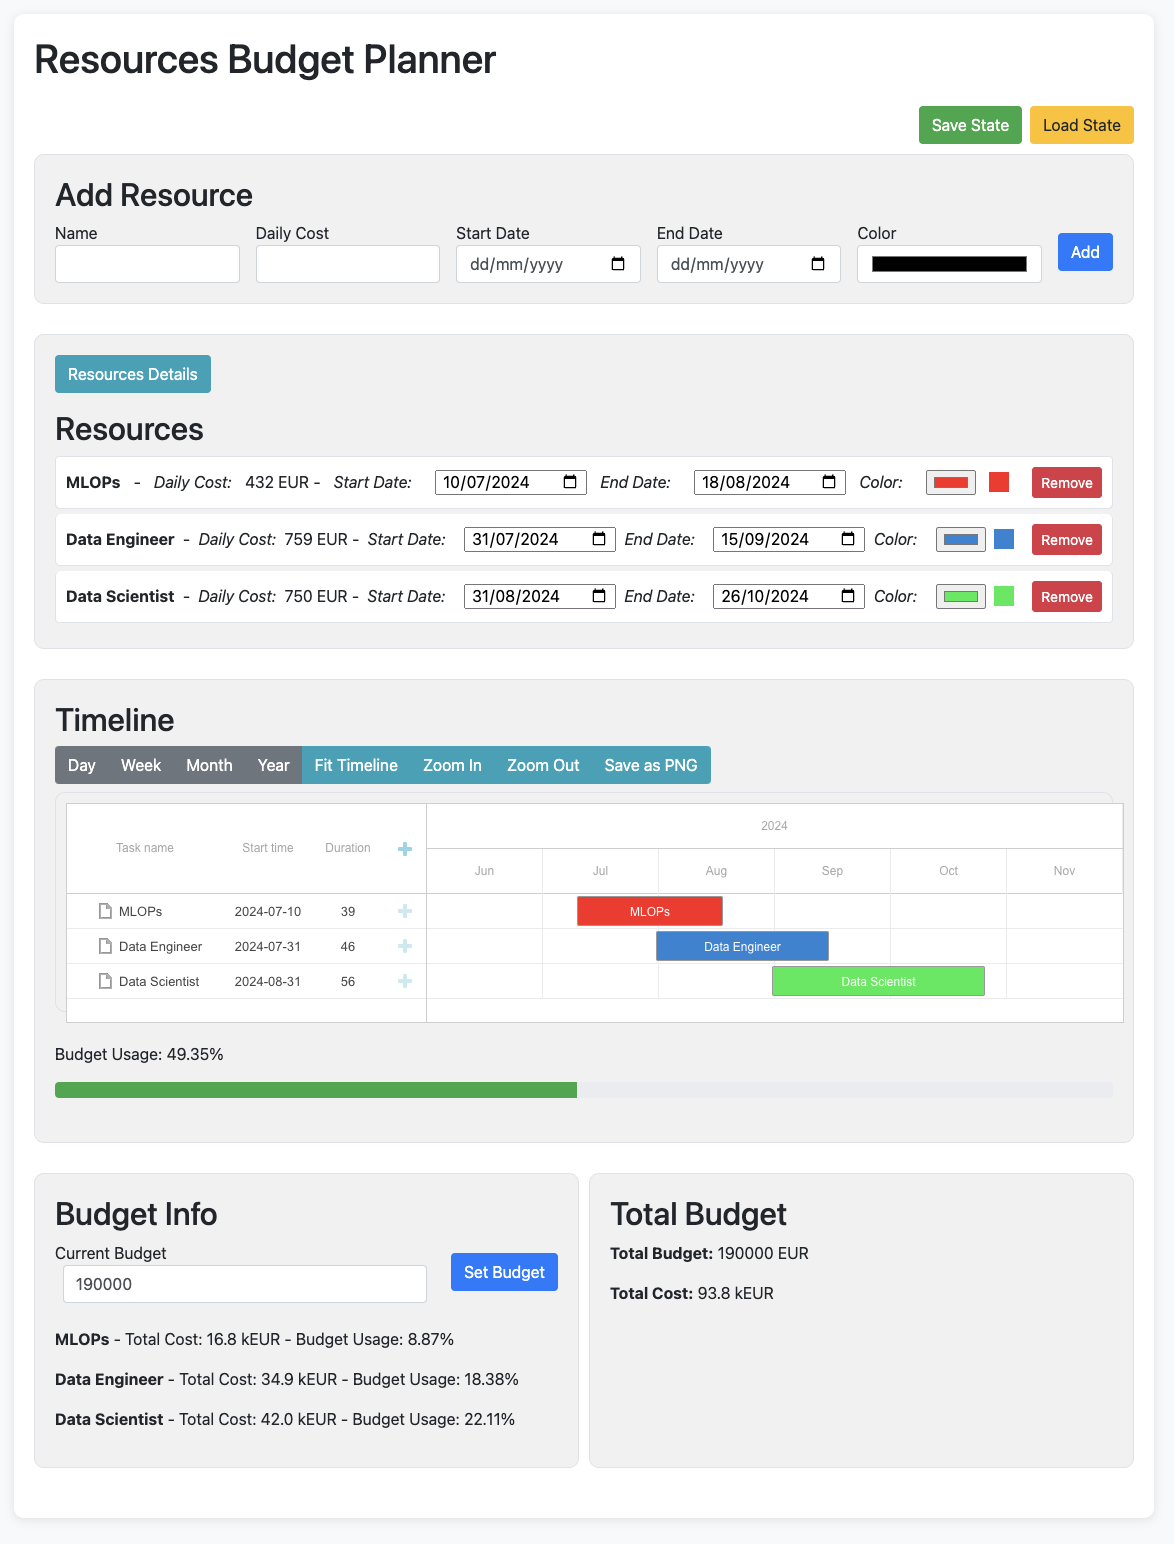 Resources Budget Planner
Save State Load State
Add Resource
Name Daily Cost Start Date End Date Color
dd/mm/yyyy dd/mm/yyyy Add
Resources Details
Resources
MLOPs - Daily Cost: 432 EUR - Start Date: 10/07/2024 End Date: 18/08/2024 Color: Remove
Data Engineer - Daily Cost: 759 EUR - Start Date: 31/07/2024 End Date: 15/09/2024 Color: Remove
Data Scientist - Daily Cost: 750 EUR - Start Date: 31/08/2024 End Date: 26/10/2024 Color: Remove
Timeline
Day Week Month Year Fit Timeline Zoom In Zoom Out Save as PNG
2024
Task name Start time Duration
Jun Jul Aug Sep Oct Nov
MLOPs 2024-07-10 39 MLOPs
Data Engineer 2024-07-31 46 Data Engineer
Data Scientist 2024-08-31 56 Data Scientist
Budget Usage: 49.35%
Budget Info
Current Budget
190000 Set Budget
MLOPs - Total Cost: 16.8 kEUR - Budget Usage: 8.87%
Data Engineer - Total Cost: 34.9 kEUR - Budget Usage: 18.38%
Data Scientist - Total Cost: 42.0 kEUR - Budget Usage: 22.11%
Total Budget
Total Budget: 190000 EUR
Total Cost: 93.8 kEUR